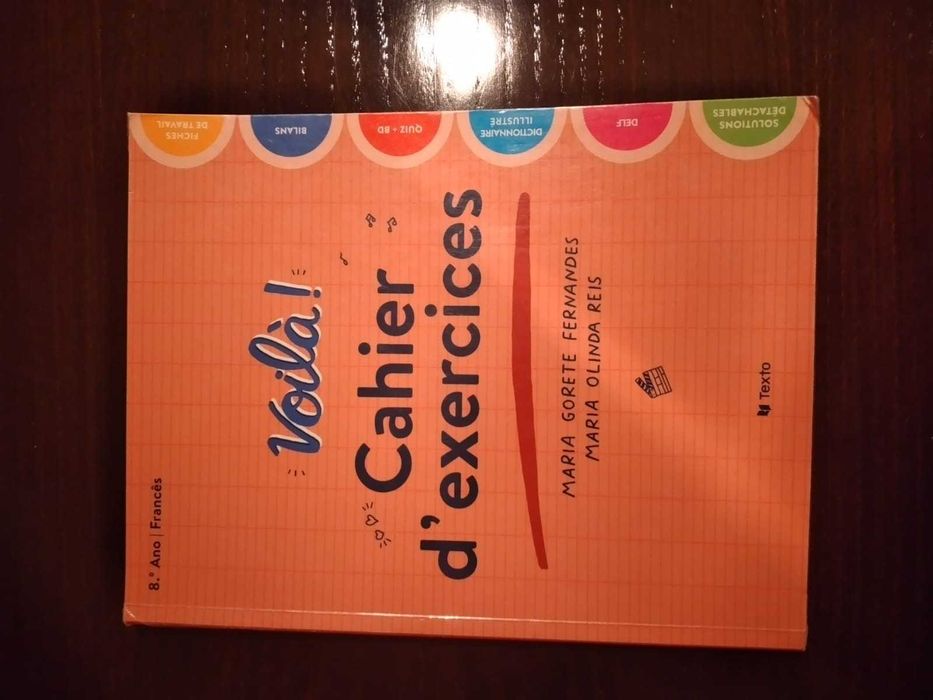 8.º Ano | Francês
Voilà!
Cahier
d'exercices
MARIA GORETE FERNANDES
MARIA OLINDA REIS
Texto
FICHES
DE TRAVAIL
BILANS
QUIZ + BD
DICTIONNAIRE
ILLUSTRÉ
DELF
SOLUTIONS
DÉTACHABLES